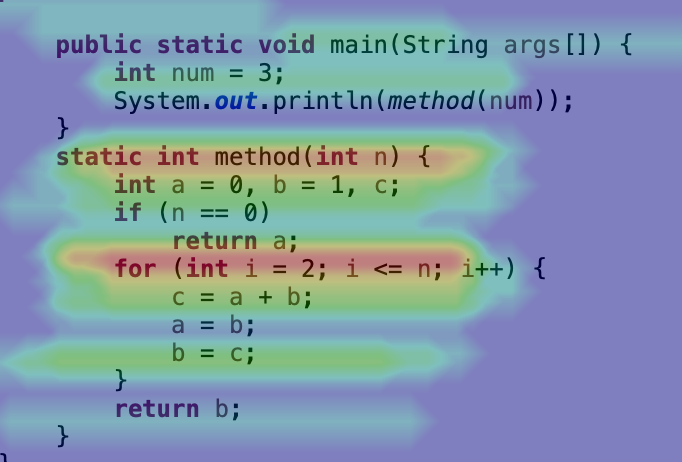 public static void main(String args[]) {
int num = 3;
System.out.println(method(num));
}
static int method(int n) {
int a = 0, b = 1, c;
if (n == 0)
return a;
for (int i = 2; i <= n; i++) {
c = a + b;
a = b;
b = c;
}
return b;
}
}